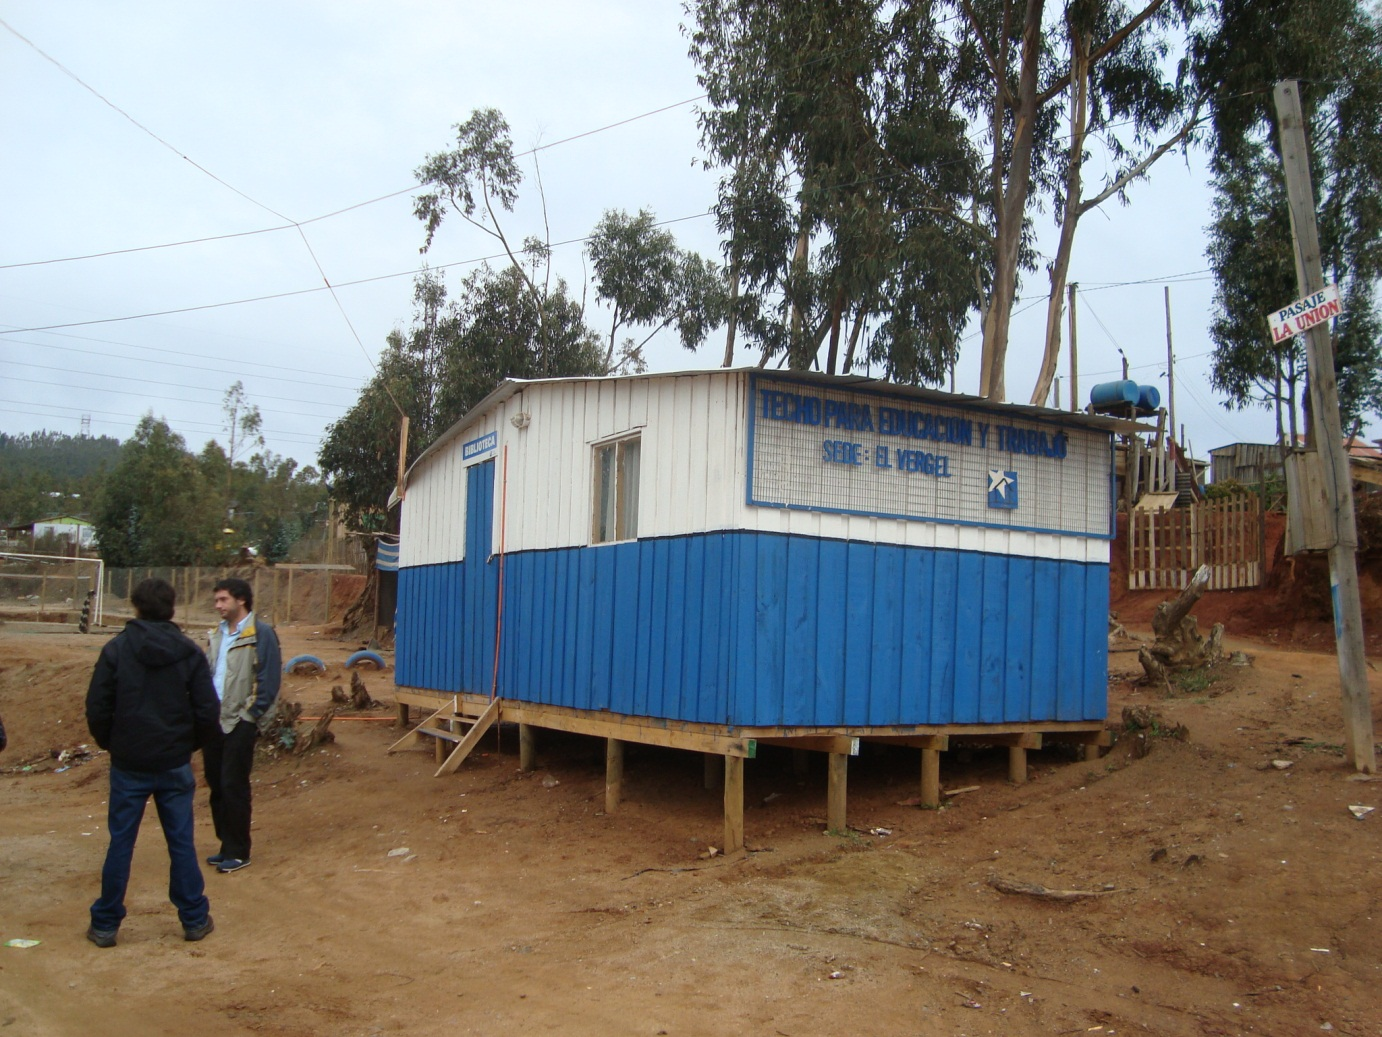 BIBLIOTECA
TECHO PARA EDUCACION Y TRABAJO
SEDE: EL VERGEL
PASAJE
LA UNION